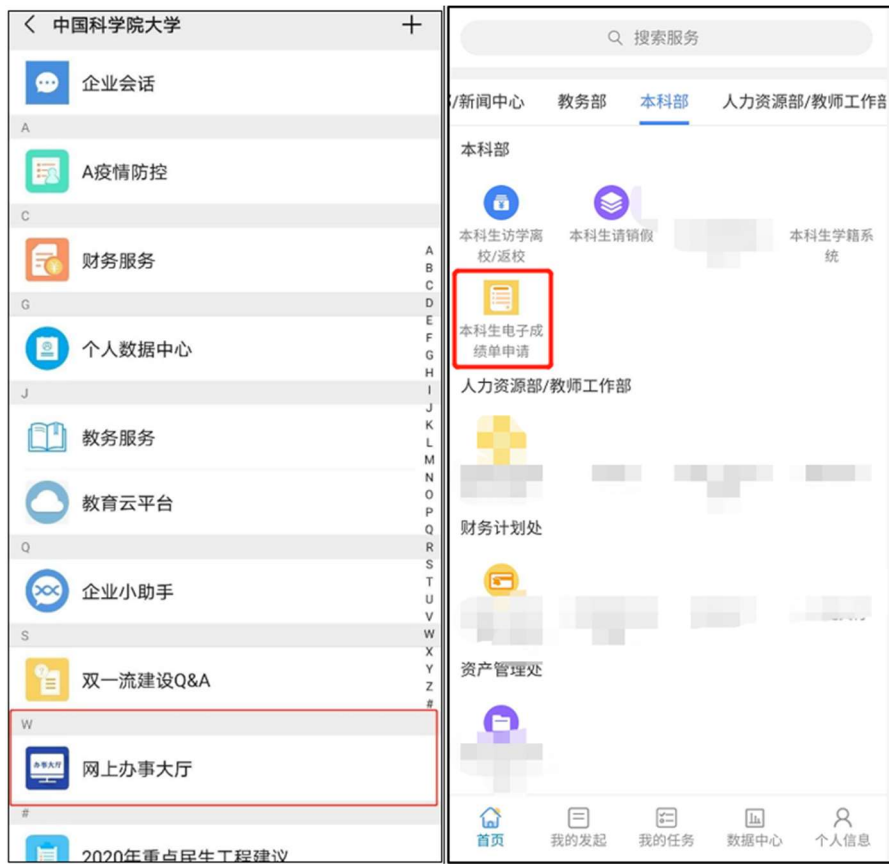 中国科学院大学
企业会话
A
A疫情防控
C
财务服务
G
个人数据中心
J
教务服务
教育云平台
Q
企业小助手
S
双一流建设Q&A
W
办事大厅
网上办事大厅
#
2020年重点民生工程建议
A
B
C
D
E
F
G
H
I
J
K
L
M
N
O
P
Q
R
S
T
U
V
W
X
Y
Z
#
搜索服务
/新闻中心 教务部 本科部 人力资源部/教师工作部
本科部
本科生访学离
校/返校
本科生请销假
本科生学籍系
统
本科生电子成
绩单申请
人力资源部/教师工作部
财务计划处
资产管理处
首页 我的发起 我的任务 数据中心 个人信息